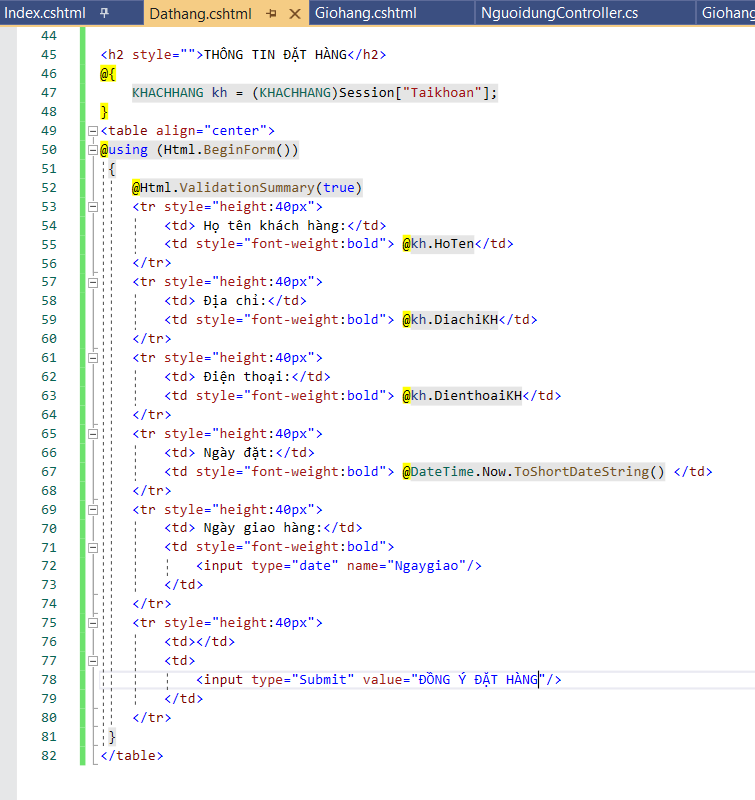 Index.cshtml Dathang.cshtml Giohang.cshtml NguoidungController.cs Giohang
44
45 <h2 style="">THÔNG TIN ĐẶT HÀNG</h2>
46 @{
47 KHACHHANG kh = (KHACHHANG)Session["Taikhoan"];
48 }
49 <table align="center">
50 @using (Html.BeginForm())
51 {
52 @Html.ValidationSummary(true)
53 <tr style="height:40px">
54 <td> Họ tên khách hàng:</td>
55 <td style="font-weight:bold"> @kh.HoTen</td>
56 </tr>
57 <tr style="height:40px">
58 <td> Địa chỉ:</td>
59 <td style="font-weight:bold"> @kh.DiachiKH</td>
60 </tr>
61 <tr style="height:40px">
62 <td> Điện thoại:</td>
63 <td style="font-weight:bold"> @kh.DienthoaiKH</td>
64 </tr>
65 <tr style="height:40px">
66 <td> Ngày đặt:</td>
67 <td style="font-weight:bold"> @DateTime.Now.ToShortDateString() </td>
68 </tr>
69 <tr style="height:40px">
70 <td> Ngày giao hàng:</td>
71 <td style="font-weight:bold">
72 <input type="date" name="Ngaygiao"/>
73 </td>
74 </tr>
75 <tr style="height:40px">
76 <td></td>
77 <td>
78 <input type="Submit" value="ĐỒNG Ý ĐẶT HÀNG"/>
79 </td>
80 </tr>
81 }
82 </table>